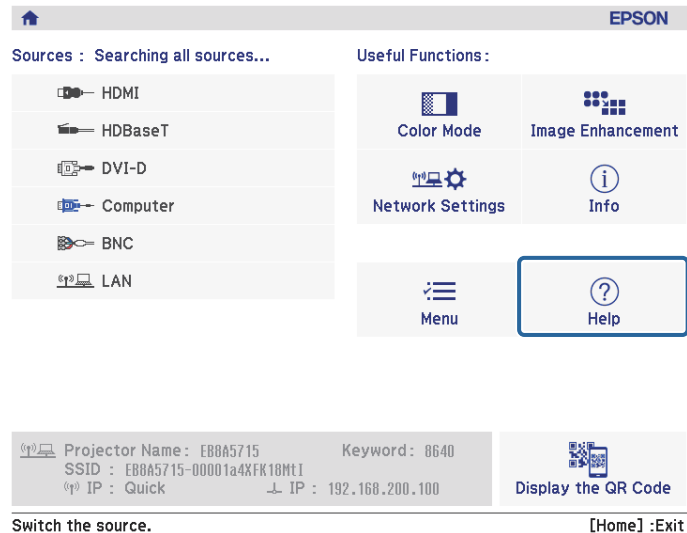 EPSON
Sources : Searching all sources...
HDMI
HDBaseT
DVI-D
Computer
BNC
LAN
Useful Functions :
Color Mode
Image Enhancement
Network Settings
Info
Menu
Help
Projector Name : EB8A5715 Keyword : 8640
SSID : EB8A5715-00001a4XFK18MtI
IP : Quick IP : 192.168.200.100
Display the QR Code
Switch the source. [Home] :Exit